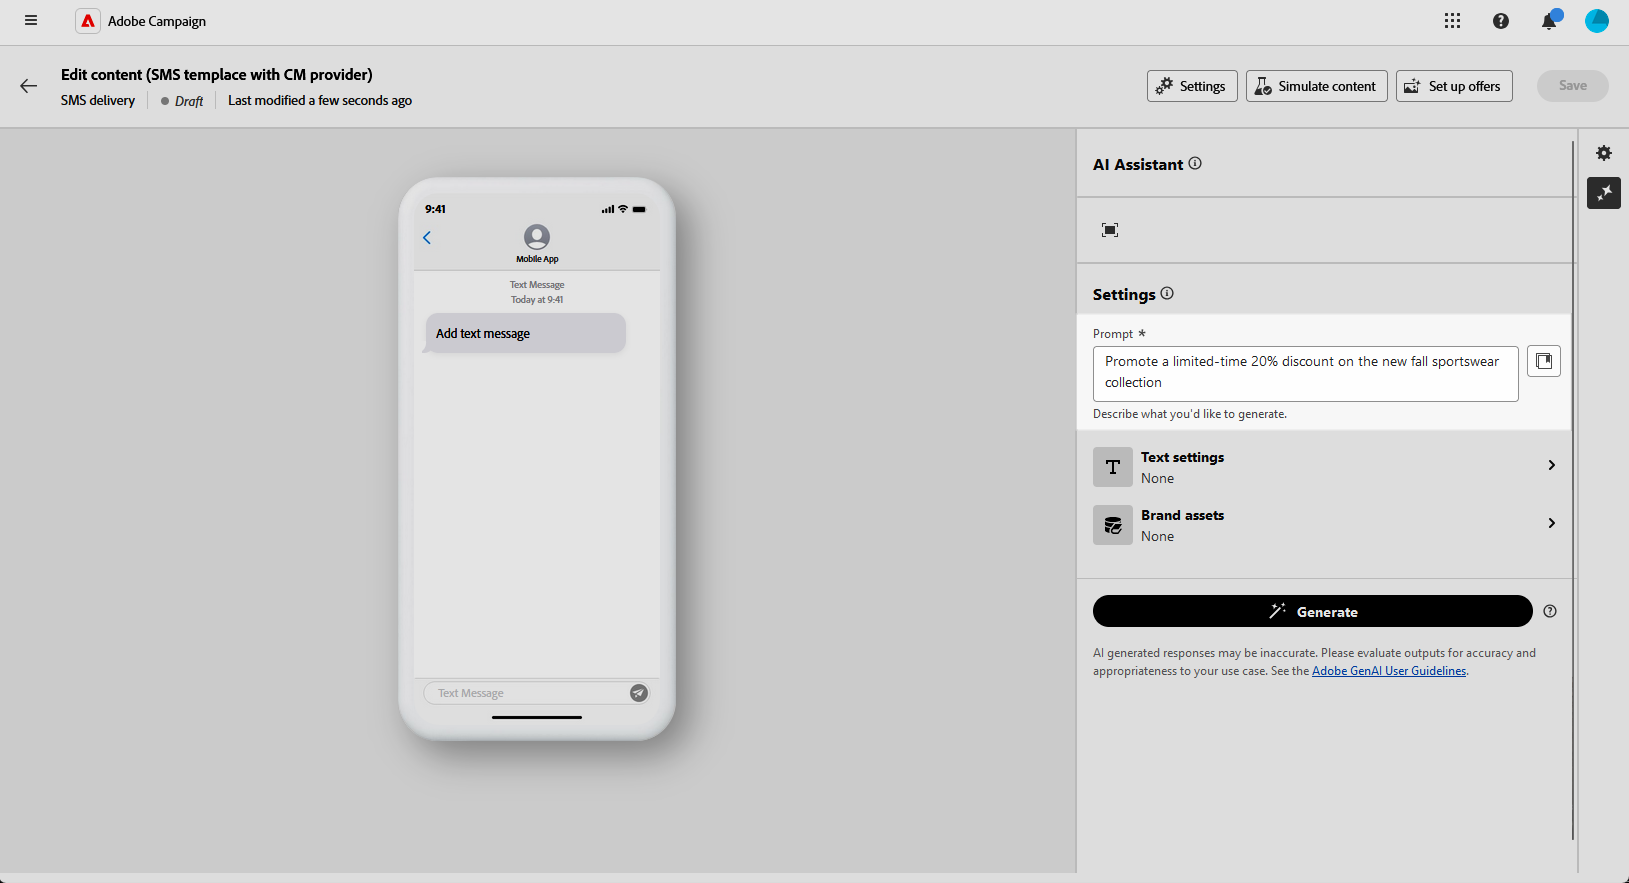 Adobe Campaign
Edit content (SMS templace with CM provider)
SMS delivery
Draft
Last modified a few seconds ago
Settings
Simulate content
Set up offers
Save
9:41
Mobile App
Text Message
Today at 9:41
Add text message
Text Message
AI Assistant
Settings
Prompt *
Promote a limited-time 20% discount on the new fall sportswear
collection
Describe what you'd like to generate.
Text settings
None
Brand assets
None
Generate
AI generated responses may be inaccurate. Please evaluate outputs for accuracy and
appropriateness to your use case. See the Adobe GenAI User Guidelines.